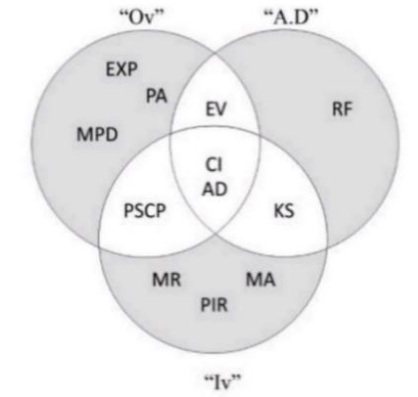 “Ov” “A.D”
EXP
PA
EV
RF
MPD
CI
AD
PSCP
KS
MR
MA
PIR
“Iv”